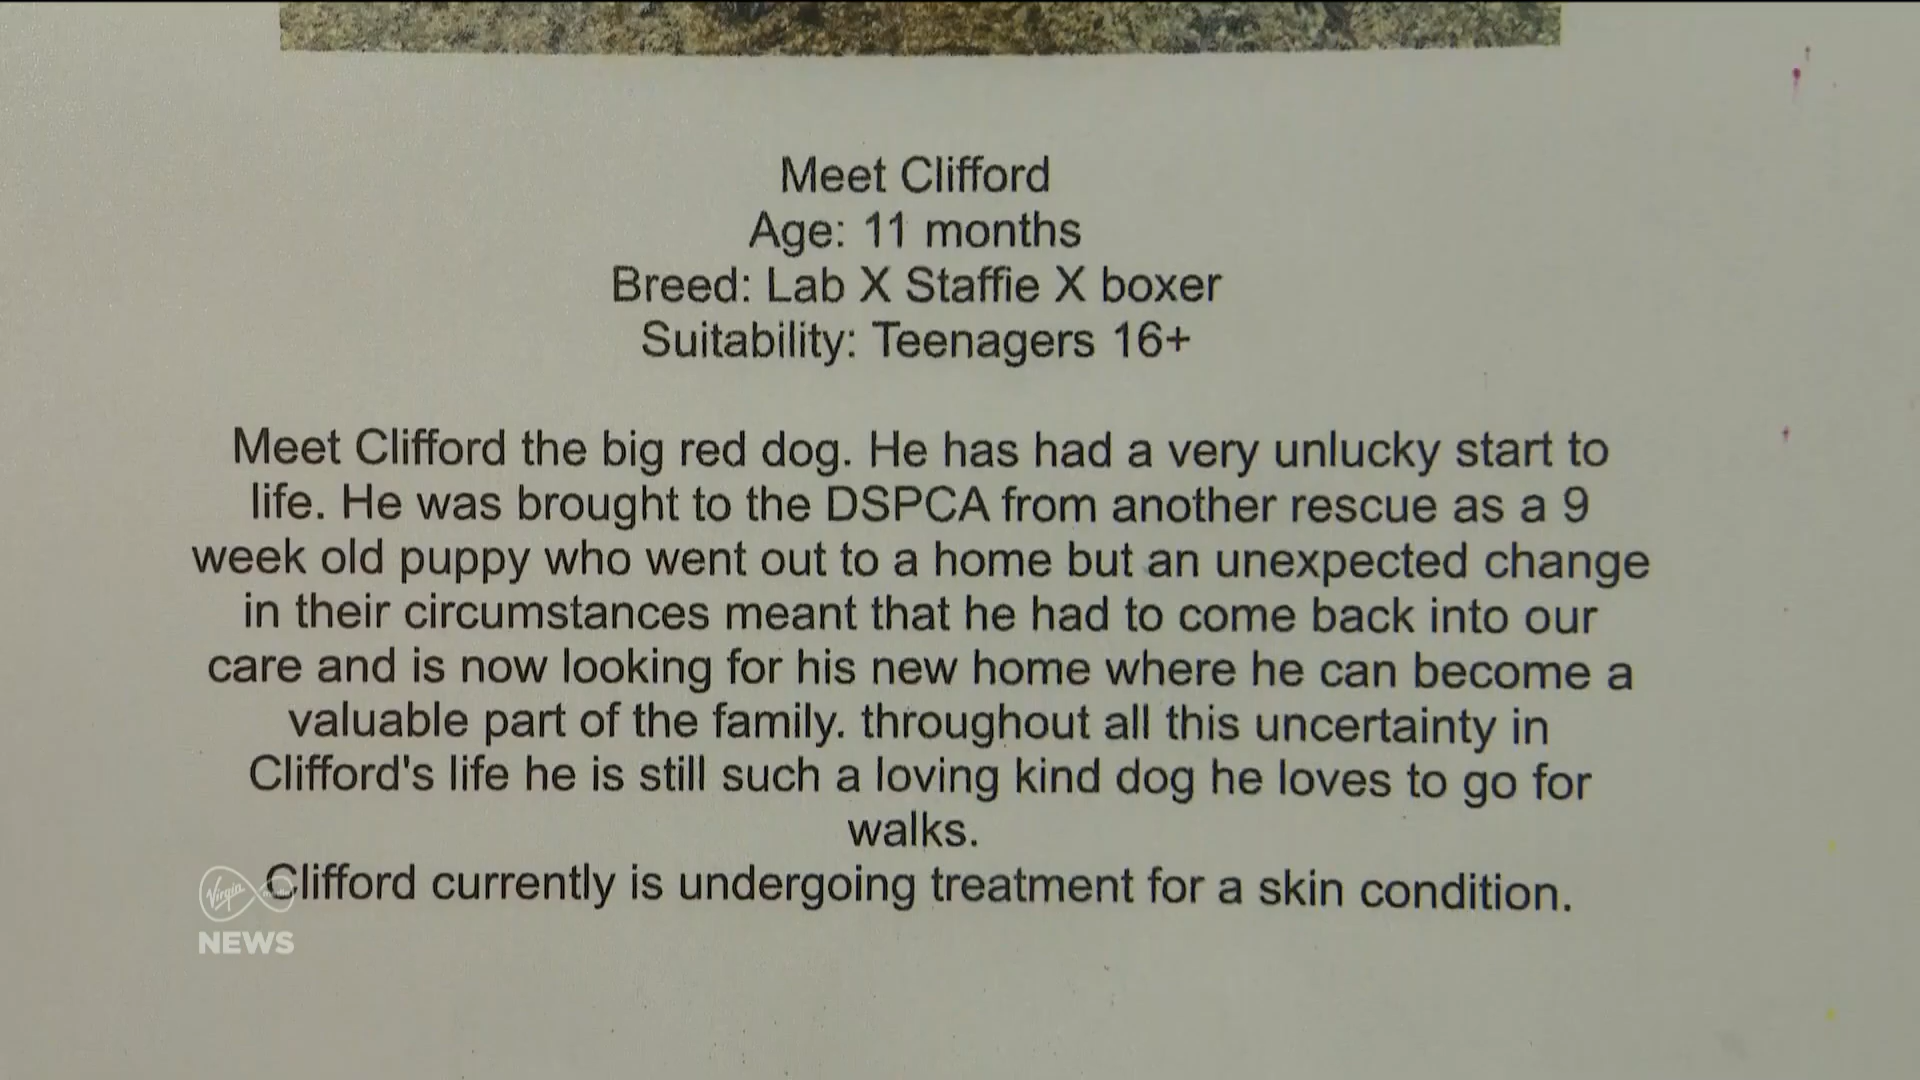 Meet Clifford
Age: 11 months
Breed: Lab X Staffie X boxer
Suitability: Teenagers 16+
Meet Clifford the big red dog. He has had a very unlucky start to
life. He was brought to the DSPCA from another rescue as a 9
week old puppy who went out to a home but an unexpected change
in their circumstances meant that he had to come back into our
care and is now looking for his new home where he can become a
valuable part of the family. throughout all this uncertainty in
Clifford's life he is still such a loving kind dog he loves to go for
walks.
Clifford currently is undergoing treatment for a skin condition.
Virgin media
NEWS